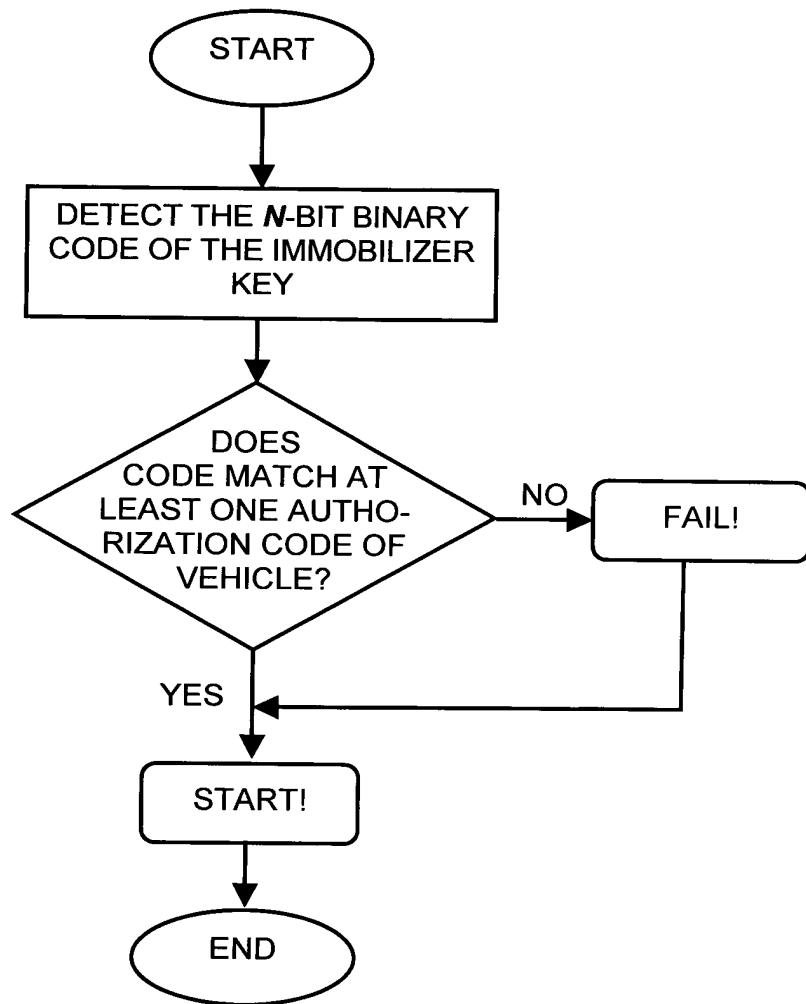 START
DETECT THE N-BIT BINARY
CODE OF THE IMMOBILIZER
KEY
DOES
CODE MATCH AT
LEAST ONE AUTHO-
RIZATION CODE OF
VEHICLE?
NO
FAIL!
YES
START!
END